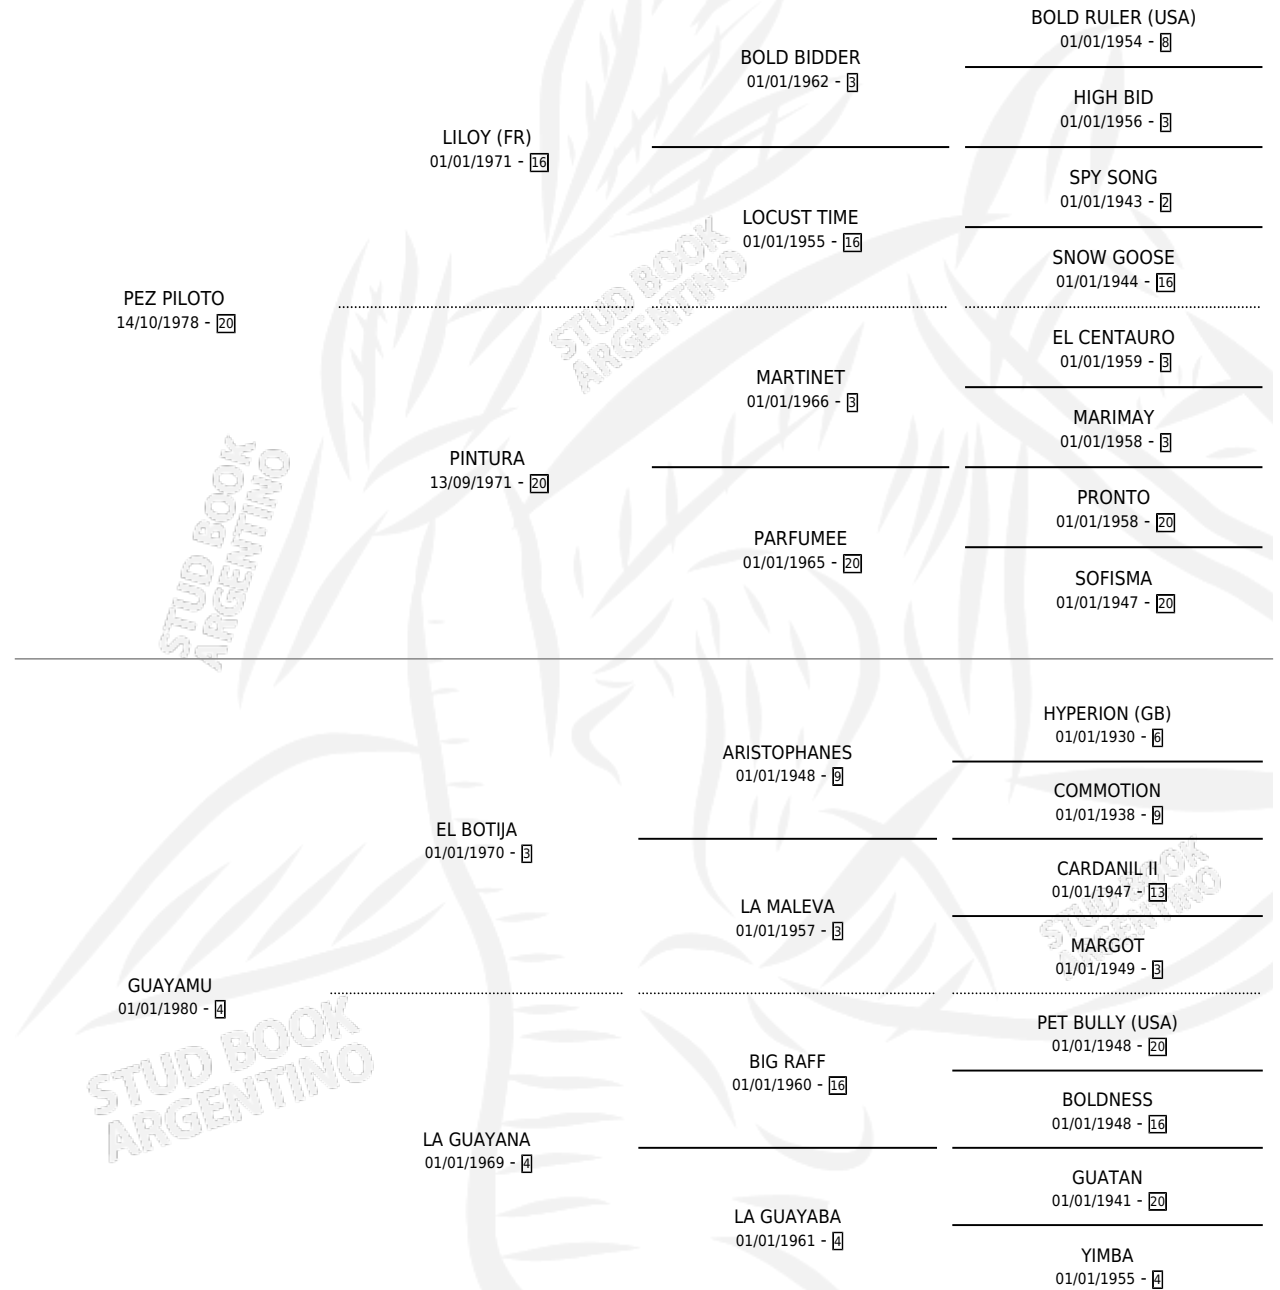 BOLD RULER (USA)
01/01/1954 - 8
BOLD BIDDER
01/01/1962 - 3
HIGH BID
01/01/1956 - 3
LILOY (FR)
01/01/1971 - 16
SPY SONG
01/01/1943 - 2
LOCUST TIME
01/01/1955 - 16
SNOW GOOSE
01/01/1944 - 16
PEZ PILOTO
14/10/1978 - 20
EL CENTAURO
01/01/1959 - 3
MARTINET
01/01/1966 - 3
MARIMAY
01/01/1958 - 3
PINTURA
13/09/1971 - 20
PRONTO
01/01/1958 - 20
PARFUMEE
01/01/1965 - 20
SOFISMA
01/01/1947 - 20
HYPERION (GB)
01/01/1930 - 6
ARISTOPHANES
01/01/1948 - 9
COMMOTION
01/01/1938 - 9
EL BOTIJA
01/01/1970 - 3
CARDANIL II
01/01/1947 - 13
LA MALEVA
01/01/1957 - 3
MARGOT
01/01/1949 - 3
GUAYAMU
01/01/1980 - 4
PET BULLY (USA)
01/01/1948 - 20
BIG RAFF
01/01/1960 - 16
BOLDNESS
01/01/1948 - 16
LA GUAYANA
01/01/1969 - 4
GUATAN
01/01/1941 - 20
LA GUAYABA
01/01/1961 - 4
YIMBA
01/01/1955 - 4
STUD BOOK
ARGENTINO
STUD BOOK
ARGENTINO
STUD BOOK
ARGENTINO
STUD BOOK
ARGENTINO